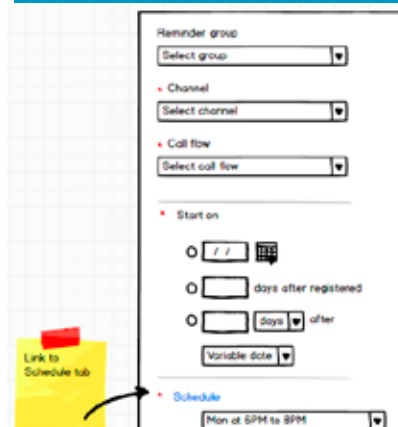 Reminder group
Select group
* Channel
Select channel
* Call flow
Select call flow
* Start on
/ /
days after registered
days after
Variable date
Link to
Schedule tab
* Schedule
Mon at 6PM to 8PM